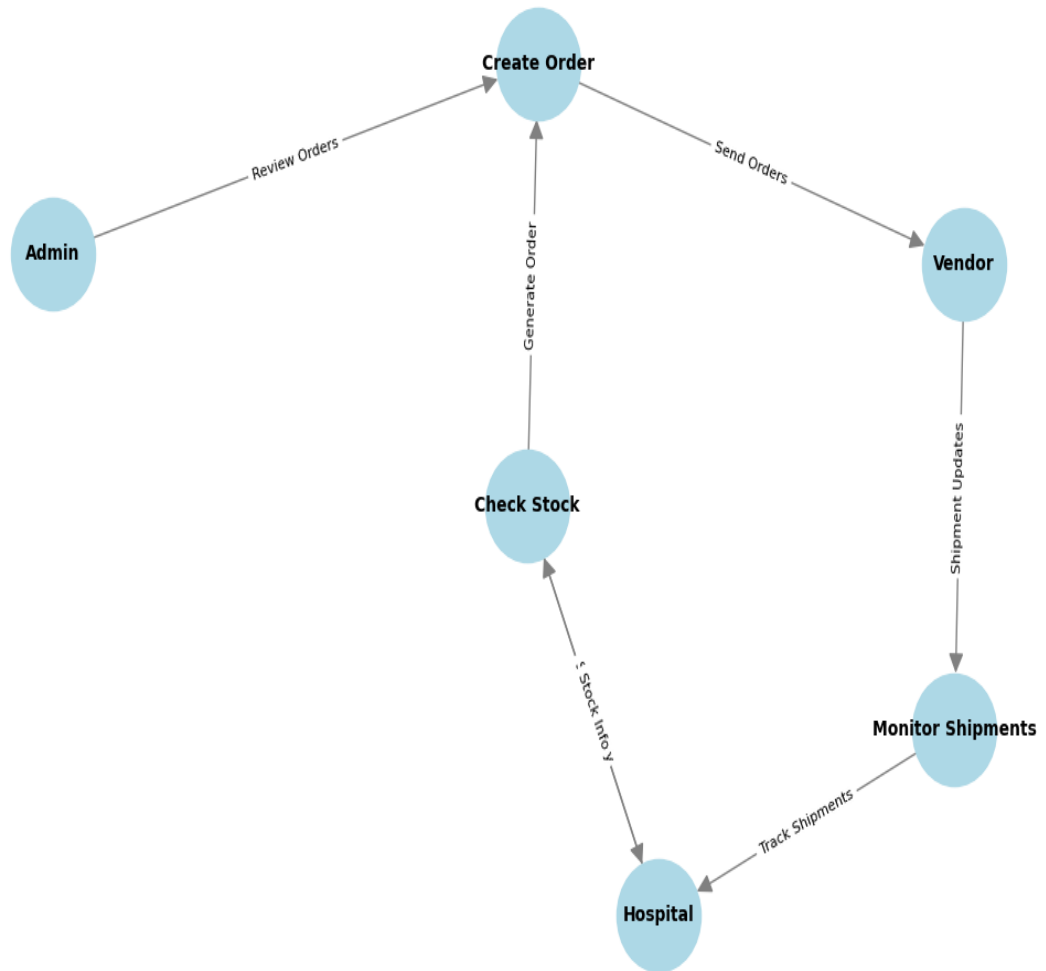 Create Order
Review Orders
Send Orders
Admin
Vendor
Generate Order
Check Stock
Shipment Updates
Stock Info
Monitor Shipments
Track Shipments
Hospital